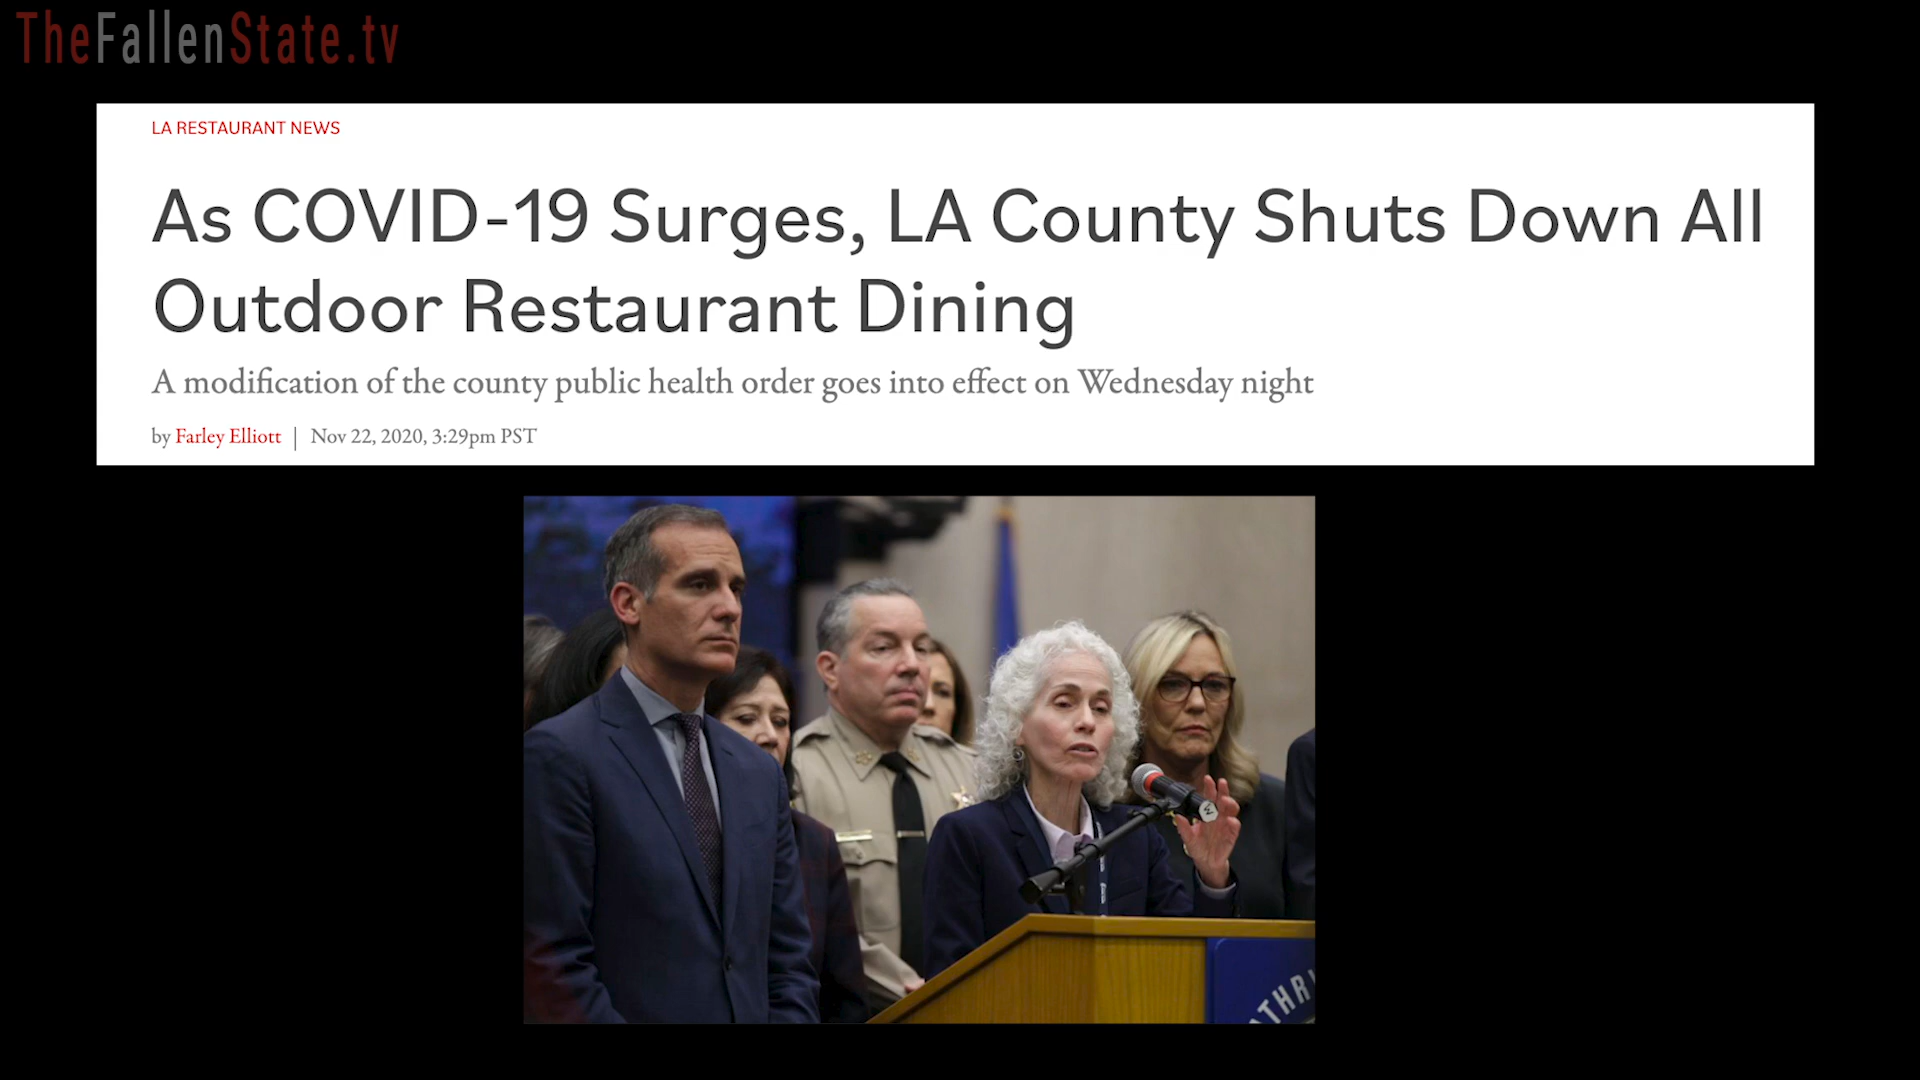 TheFallenState.tv
LA RESTAURANT NEWS
As COVID-19 Surges, LA County Shuts Down All
Outdoor Restaurant Dining
A modification of the county public health order goes into effect on Wednesday night
by Farley Elliott | Nov 22, 2020, 3:29pm PST